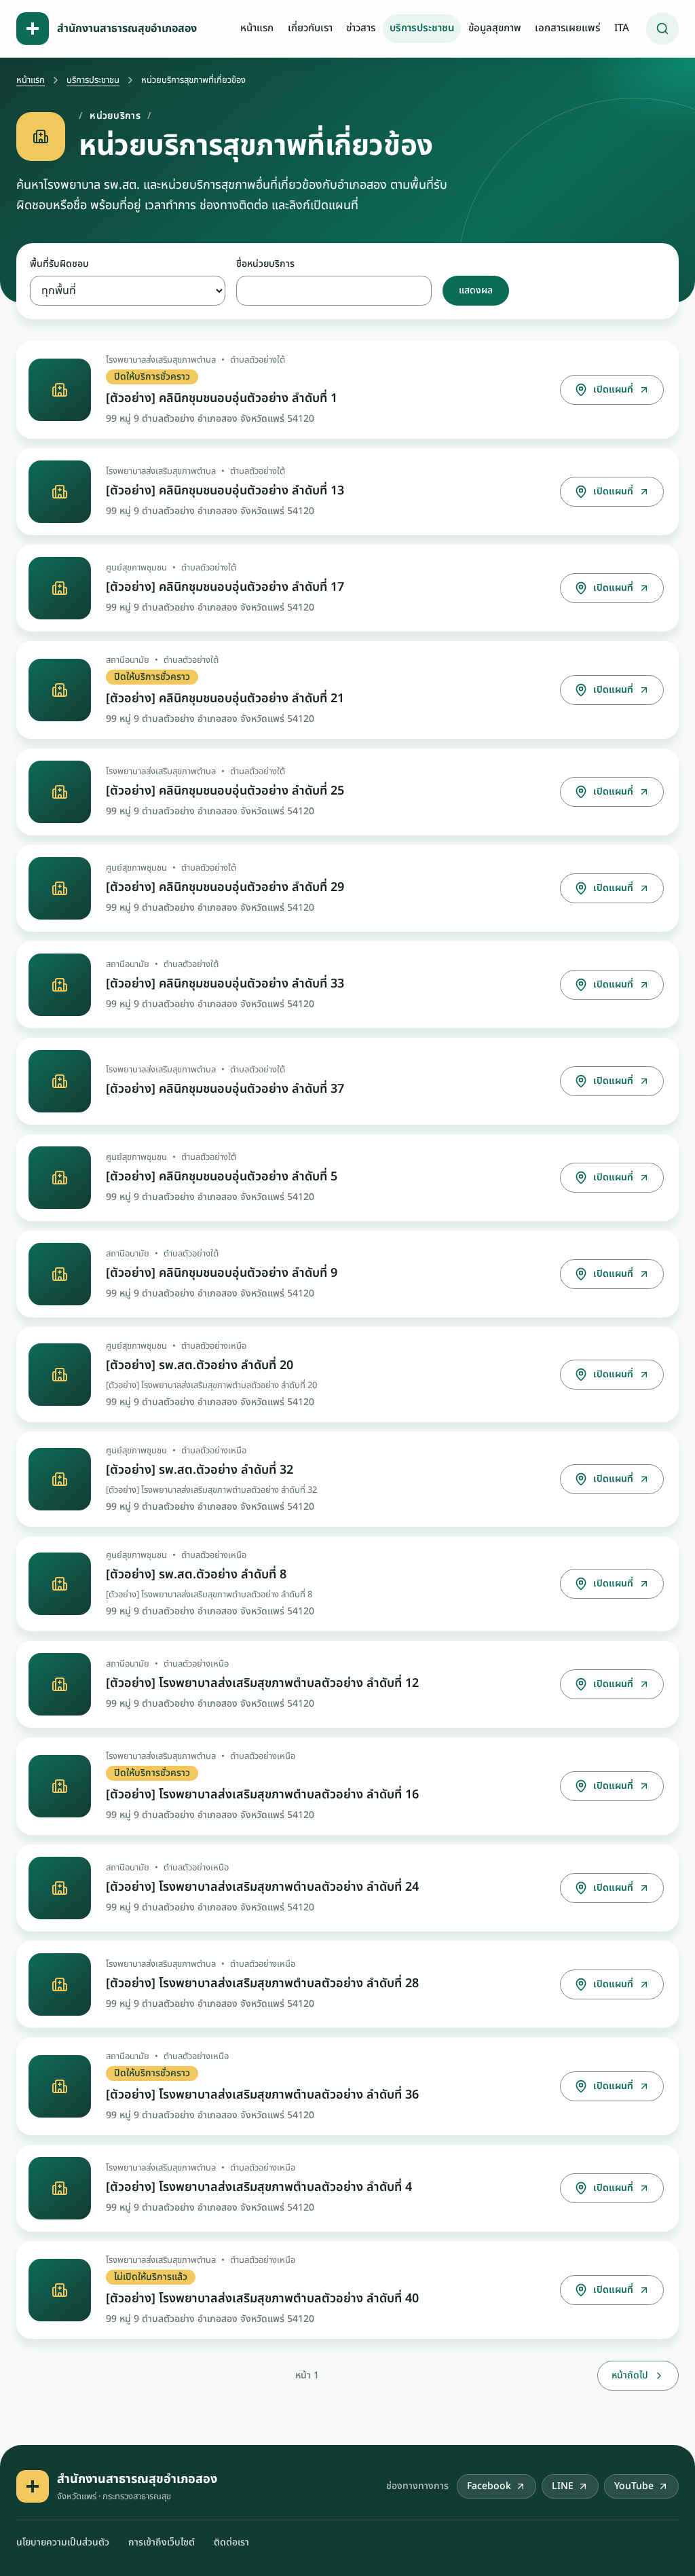 สำนักงานสาธารณสุขอำเภอสอง
หน้าแรก เกี่ยวกับเรา ข่าวสาร บริการประชาชน ข้อมูลสุขภาพ เอกสารเผยแพร่ ITA
หน้าแรก บริการประชาชน หน่วยบริการสุขภาพที่เกี่ยวข้อง
/ หน่วยบริการ /
หน่วยบริการสุขภาพที่เกี่ยวข้อง
ค้นหาโรงพยาบาล รพ.สต. และหน่วยบริการสุขภาพอื่นที่เกี่ยวข้องกับอำเภอสอง ตามพื้นที่รับ
ผิดชอบหรือชื่อ พร้อมที่อยู่ เวลาทำการ ช่องทางติดต่อ และลิงก์เปิดแผนที่
พื้นที่รับผิดชอบ
ทุกพื้นที่
ชื่อหน่วยบริการ
แสดงผล
โรงพยาบาลส่งเสริมสุขภาพตำบล • ตำบลตัวอย่างใต้
ปิดให้บริการชั่วคราว
[ตัวอย่าง] คลินิกชุมชนอบอุ่นตัวอย่าง ลำดับที่ 1
99 หมู่ 9 ตำบลตัวอย่าง อำเภอสอง จังหวัดแพร่ 54120
เปิดแผนที่
โรงพยาบาลส่งเสริมสุขภาพตำบล • ตำบลตัวอย่างใต้
[ตัวอย่าง] คลินิกชุมชนอบอุ่นตัวอย่าง ลำดับที่ 13
99 หมู่ 9 ตำบลตัวอย่าง อำเภอสอง จังหวัดแพร่ 54120
เปิดแผนที่
ศูนย์สุขภาพชุมชน • ตำบลตัวอย่างใต้
[ตัวอย่าง] คลินิกชุมชนอบอุ่นตัวอย่าง ลำดับที่ 17
99 หมู่ 9 ตำบลตัวอย่าง อำเภอสอง จังหวัดแพร่ 54120
เปิดแผนที่
สถานีอนามัย • ตำบลตัวอย่างใต้
ปิดให้บริการชั่วคราว
[ตัวอย่าง] คลินิกชุมชนอบอุ่นตัวอย่าง ลำดับที่ 21
99 หมู่ 9 ตำบลตัวอย่าง อำเภอสอง จังหวัดแพร่ 54120
เปิดแผนที่
โรงพยาบาลส่งเสริมสุขภาพตำบล • ตำบลตัวอย่างใต้
[ตัวอย่าง] คลินิกชุมชนอบอุ่นตัวอย่าง ลำดับที่ 25
99 หมู่ 9 ตำบลตัวอย่าง อำเภอสอง จังหวัดแพร่ 54120
เปิดแผนที่
ศูนย์สุขภาพชุมชน • ตำบลตัวอย่างใต้
[ตัวอย่าง] คลินิกชุมชนอบอุ่นตัวอย่าง ลำดับที่ 29
99 หมู่ 9 ตำบลตัวอย่าง อำเภอสอง จังหวัดแพร่ 54120
เปิดแผนที่
สถานีอนามัย • ตำบลตัวอย่างใต้
[ตัวอย่าง] คลินิกชุมชนอบอุ่นตัวอย่าง ลำดับที่ 33
99 หมู่ 9 ตำบลตัวอย่าง อำเภอสอง จังหวัดแพร่ 54120
เปิดแผนที่
โรงพยาบาลส่งเสริมสุขภาพตำบล • ตำบลตัวอย่างใต้
[ตัวอย่าง] คลินิกชุมชนอบอุ่นตัวอย่าง ลำดับที่ 37
เปิดแผนที่
ศูนย์สุขภาพชุมชน • ตำบลตัวอย่างใต้
[ตัวอย่าง] คลินิกชุมชนอบอุ่นตัวอย่าง ลำดับที่ 5
99 หมู่ 9 ตำบลตัวอย่าง อำเภอสอง จังหวัดแพร่ 54120
เปิดแผนที่
สถานีอนามัย • ตำบลตัวอย่างใต้
[ตัวอย่าง] คลินิกชุมชนอบอุ่นตัวอย่าง ลำดับที่ 9
99 หมู่ 9 ตำบลตัวอย่าง อำเภอสอง จังหวัดแพร่ 54120
เปิดแผนที่
ศูนย์สุขภาพชุมชน • ตำบลตัวอย่างเหนือ
[ตัวอย่าง] รพ.สต.ตัวอย่าง ลำดับที่ 20
[ตัวอย่าง] โรงพยาบาลส่งเสริมสุขภาพตำบลตัวอย่าง ลำดับที่ 20
99 หมู่ 9 ตำบลตัวอย่าง อำเภอสอง จังหวัดแพร่ 54120
เปิดแผนที่
ศูนย์สุขภาพชุมชน • ตำบลตัวอย่างเหนือ
[ตัวอย่าง] รพ.สต.ตัวอย่าง ลำดับที่ 32
[ตัวอย่าง] โรงพยาบาลส่งเสริมสุขภาพตำบลตัวอย่าง ลำดับที่ 32
99 หมู่ 9 ตำบลตัวอย่าง อำเภอสอง จังหวัดแพร่ 54120
เปิดแผนที่
ศูนย์สุขภาพชุมชน • ตำบลตัวอย่างเหนือ
[ตัวอย่าง] รพ.สต.ตัวอย่าง ลำดับที่ 8
[ตัวอย่าง] โรงพยาบาลส่งเสริมสุขภาพตำบลตัวอย่าง ลำดับที่ 8
99 หมู่ 9 ตำบลตัวอย่าง อำเภอสอง จังหวัดแพร่ 54120
เปิดแผนที่
สถานีอนามัย • ตำบลตัวอย่างเหนือ
[ตัวอย่าง] โรงพยาบาลส่งเสริมสุขภาพตำบลตัวอย่าง ลำดับที่ 12
99 หมู่ 9 ตำบลตัวอย่าง อำเภอสอง จังหวัดแพร่ 54120
เปิดแผนที่
โรงพยาบาลส่งเสริมสุขภาพตำบล • ตำบลตัวอย่างเหนือ
ปิดให้บริการชั่วคราว
[ตัวอย่าง] โรงพยาบาลส่งเสริมสุขภาพตำบลตัวอย่าง ลำดับที่ 16
99 หมู่ 9 ตำบลตัวอย่าง อำเภอสอง จังหวัดแพร่ 54120
เปิดแผนที่
สถานีอนามัย • ตำบลตัวอย่างเหนือ
[ตัวอย่าง] โรงพยาบาลส่งเสริมสุขภาพตำบลตัวอย่าง ลำดับที่ 24
99 หมู่ 9 ตำบลตัวอย่าง อำเภอสอง จังหวัดแพร่ 54120
เปิดแผนที่
โรงพยาบาลส่งเสริมสุขภาพตำบล • ตำบลตัวอย่างเหนือ
[ตัวอย่าง] โรงพยาบาลส่งเสริมสุขภาพตำบลตัวอย่าง ลำดับที่ 28
99 หมู่ 9 ตำบลตัวอย่าง อำเภอสอง จังหวัดแพร่ 54120
เปิดแผนที่
สถานีอนามัย • ตำบลตัวอย่างเหนือ
ปิดให้บริการชั่วคราว
[ตัวอย่าง] โรงพยาบาลส่งเสริมสุขภาพตำบลตัวอย่าง ลำดับที่ 36
99 หมู่ 9 ตำบลตัวอย่าง อำเภอสอง จังหวัดแพร่ 54120
เปิดแผนที่
โรงพยาบาลส่งเสริมสุขภาพตำบล • ตำบลตัวอย่างเหนือ
[ตัวอย่าง] โรงพยาบาลส่งเสริมสุขภาพตำบลตัวอย่าง ลำดับที่ 4
99 หมู่ 9 ตำบลตัวอย่าง อำเภอสอง จังหวัดแพร่ 54120
เปิดแผนที่
โรงพยาบาลส่งเสริมสุขภาพตำบล • ตำบลตัวอย่างเหนือ
ไม่เปิดให้บริการแล้ว
[ตัวอย่าง] โรงพยาบาลส่งเสริมสุขภาพตำบลตัวอย่าง ลำดับที่ 40
99 หมู่ 9 ตำบลตัวอย่าง อำเภอสอง จังหวัดแพร่ 54120
เปิดแผนที่
หน้า 1
หน้าถัดไป
สำนักงานสาธารณสุขอำเภอสอง
จังหวัดแพร่ · กระทรวงสาธารณสุข
ช่องทางทางการ Facebook LINE YouTube
นโยบายความเป็นส่วนตัว การเข้าถึงเว็บไซต์ ติดต่อเรา